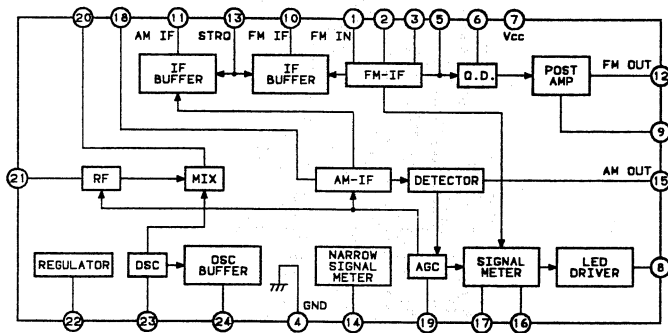 20 18 11 13 10 1 2 3 5 6 7
AM IF STRQ FM IF FM IN Vcc
IF BUFFER
IF BUFFER
FM-IF
Q.D.
POST AMP
FM OUT
12
9
21
RF
MIX
AM-IF
DETECTOR
AM OUT
15
REGULATOR
OSC
OSC BUFFER
GND
NARROW SIGNAL METER
AGC
SIGNAL METER
LED DRIVER
8
22 23 24 4 14 19 17 16